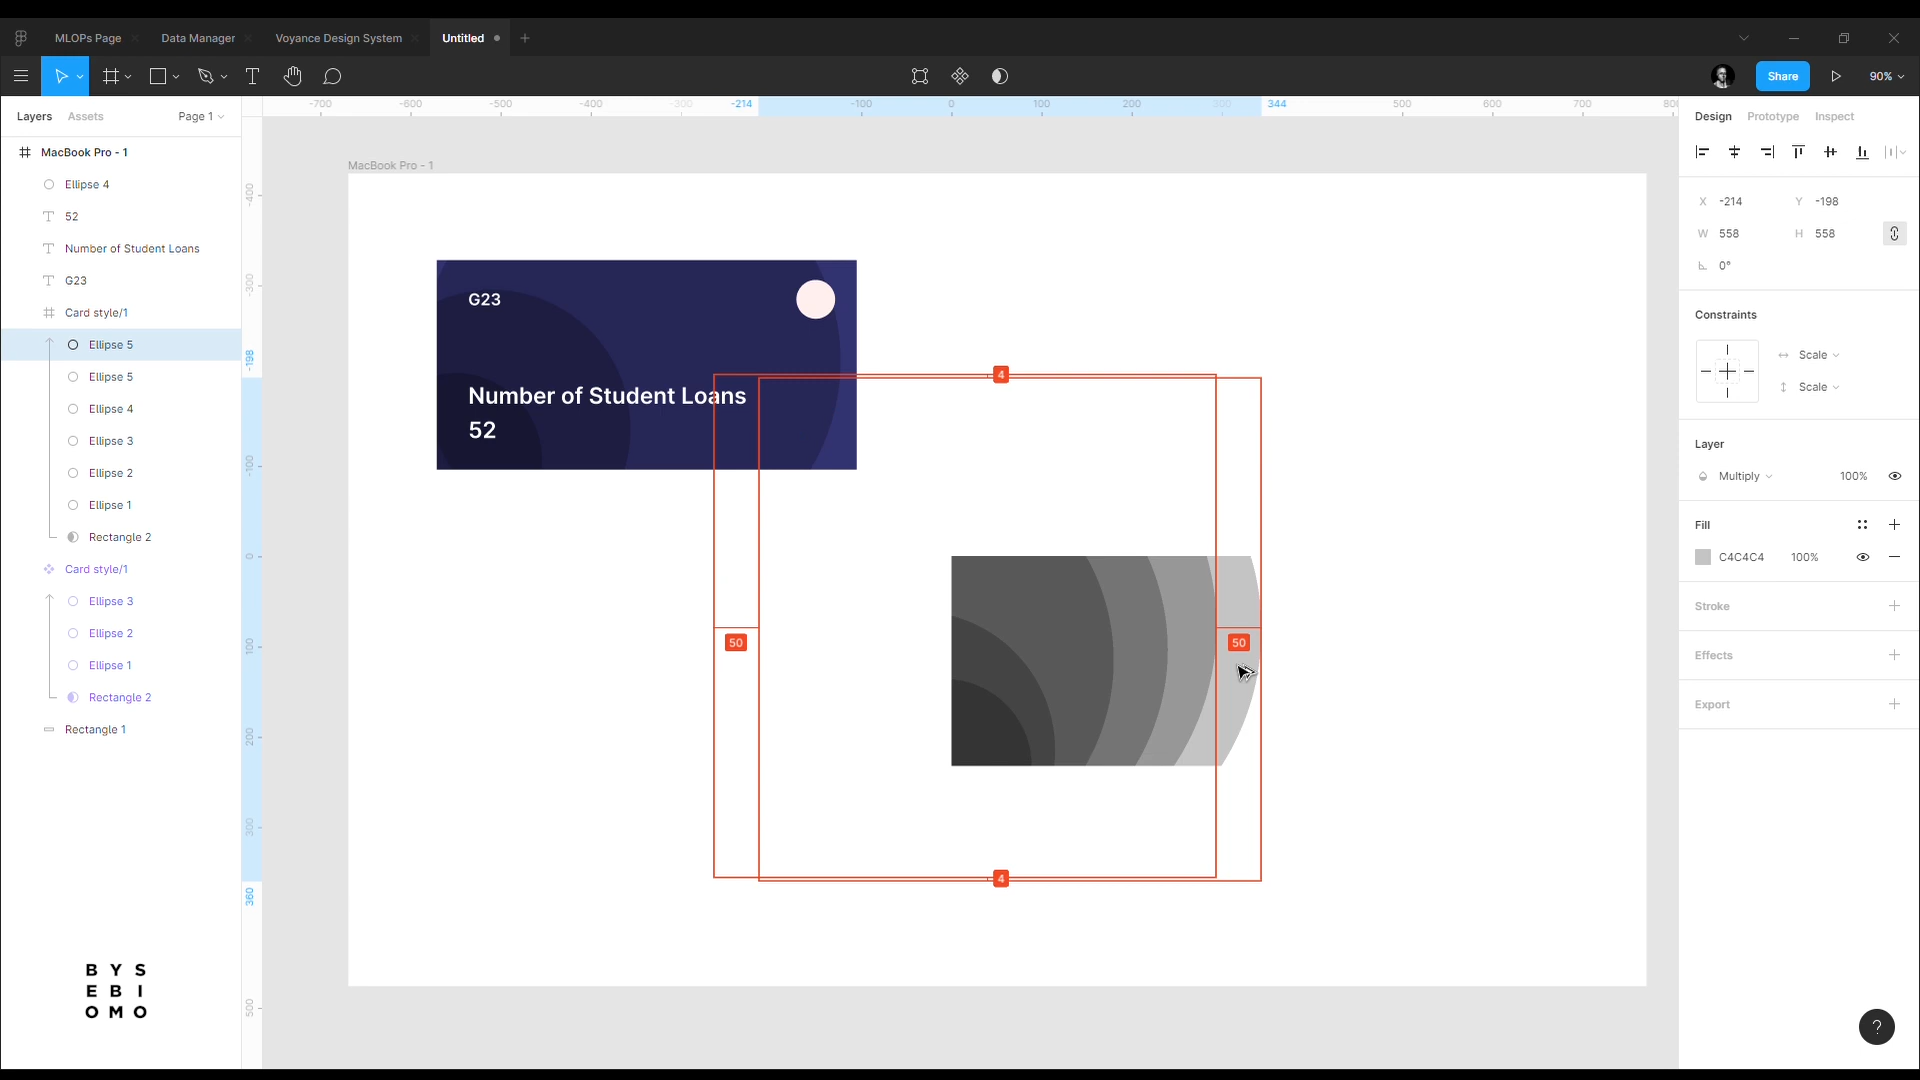 MLOPs Page
Data Manager
Voyance Design System
Untitled
Share
90%
Layers
Assets
Page 1
MacBook Pro - 1
Ellipse 4
52
Number of Student Loans
G23
Card style/1
Ellipse 5
Ellipse 5
Ellipse 4
Ellipse 3
Ellipse 2
Ellipse 1
Rectangle 2
Card style/1
Ellipse 3
Ellipse 2
Ellipse 1
Rectangle 2
Rectangle 1
B Y S
E B I
O M O
-700 -600 -500 -400 -300 -214 -100 0 100 200 300 344 500 600 700
-400
-300
-198
-100
0
100
200
300
360
500
MacBook Pro - 1
G23
Number of Student Loans
52
4
50
50
4
Design
Prototype
Inspect
X -214 Y -198
W 558 H 558
0°
Constraints
Scale
Scale
Layer
Multiply 100%
Fill
C4C4C4 100%
Stroke
Effects
Export
?